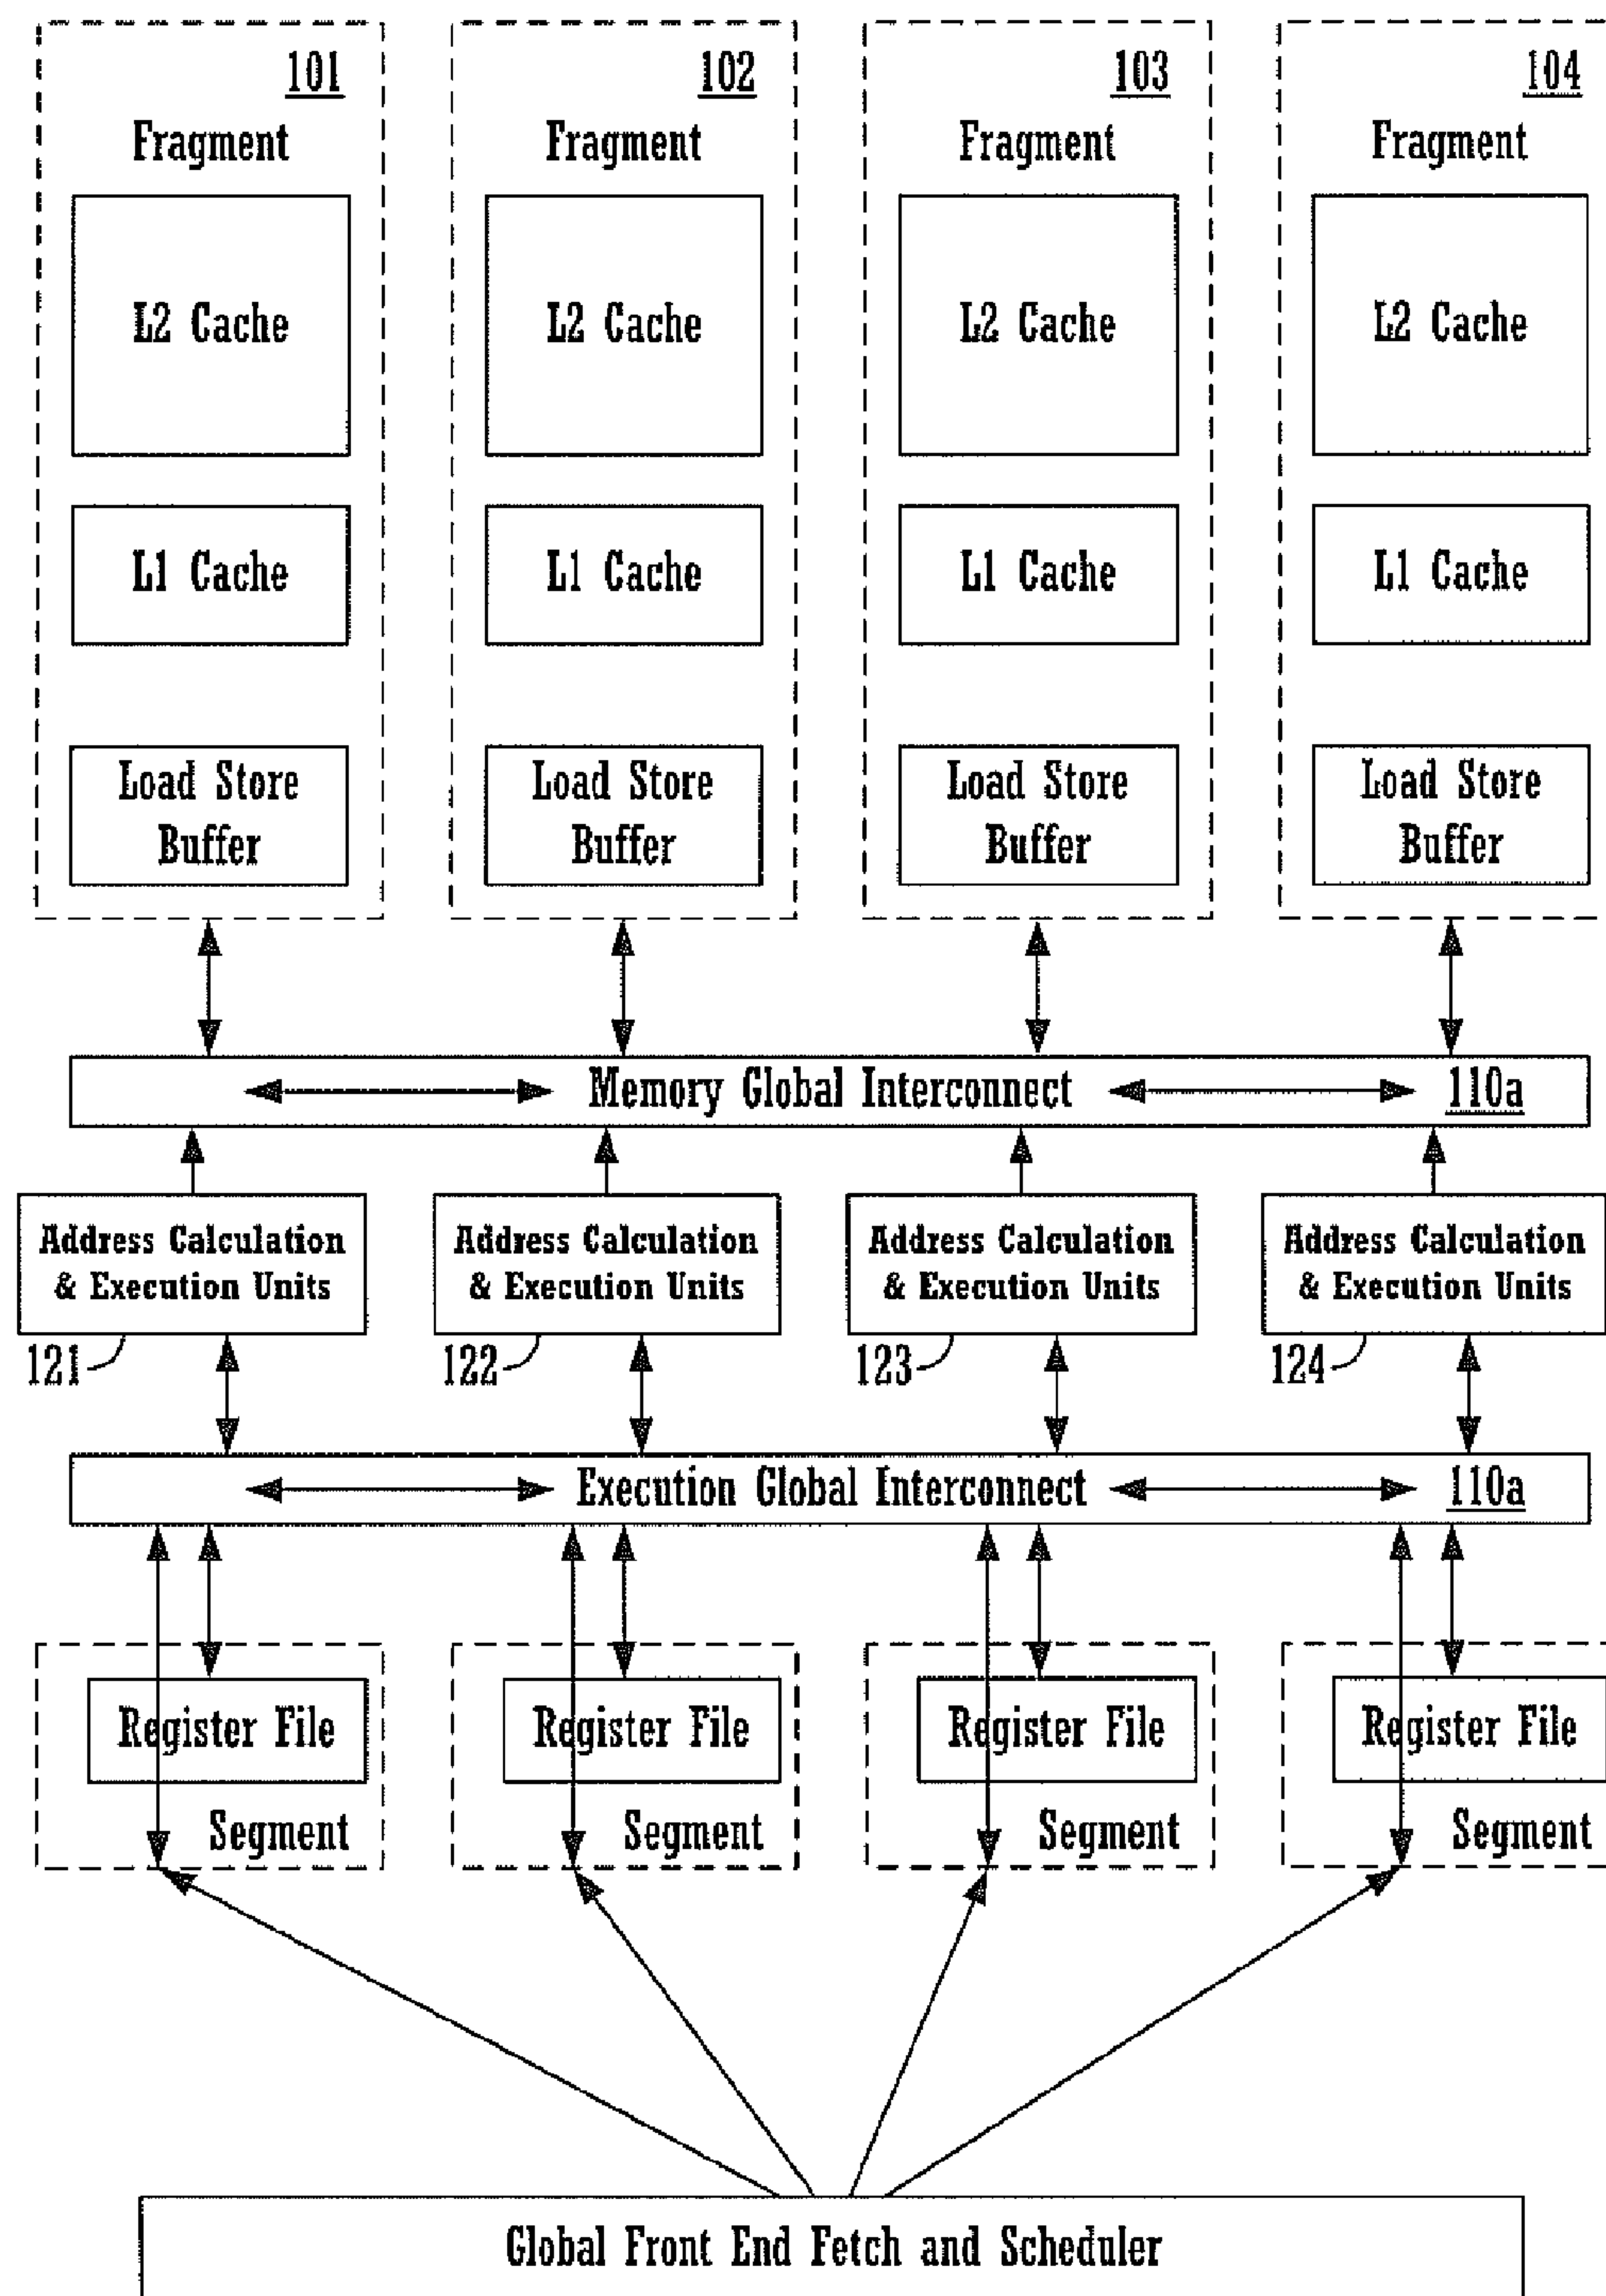 101
102
103
104
Fragment
Fragment
Fragment
Fragment
L2 Cache
L2 Cache
L2 Cache
L2 Cache
L1 Cache
L1 Cache
L1 Cache
L1 Cache
Load Store
Buffer
Load Store
Buffer
Load Store
Buffer
Load Store
Buffer
Memory Global Interconnect
110a
Address Calculation
& Execution Units
Address Calculation
& Execution Units
Address Calculation
& Execution Units
Address Calculation
& Execution Units
121
122
123
124
Execution Global Interconnect
110a
Register File
Register File
Register File
Register File
Segment
Segment
Segment
Segment
Global Front End Fetch and Scheduler